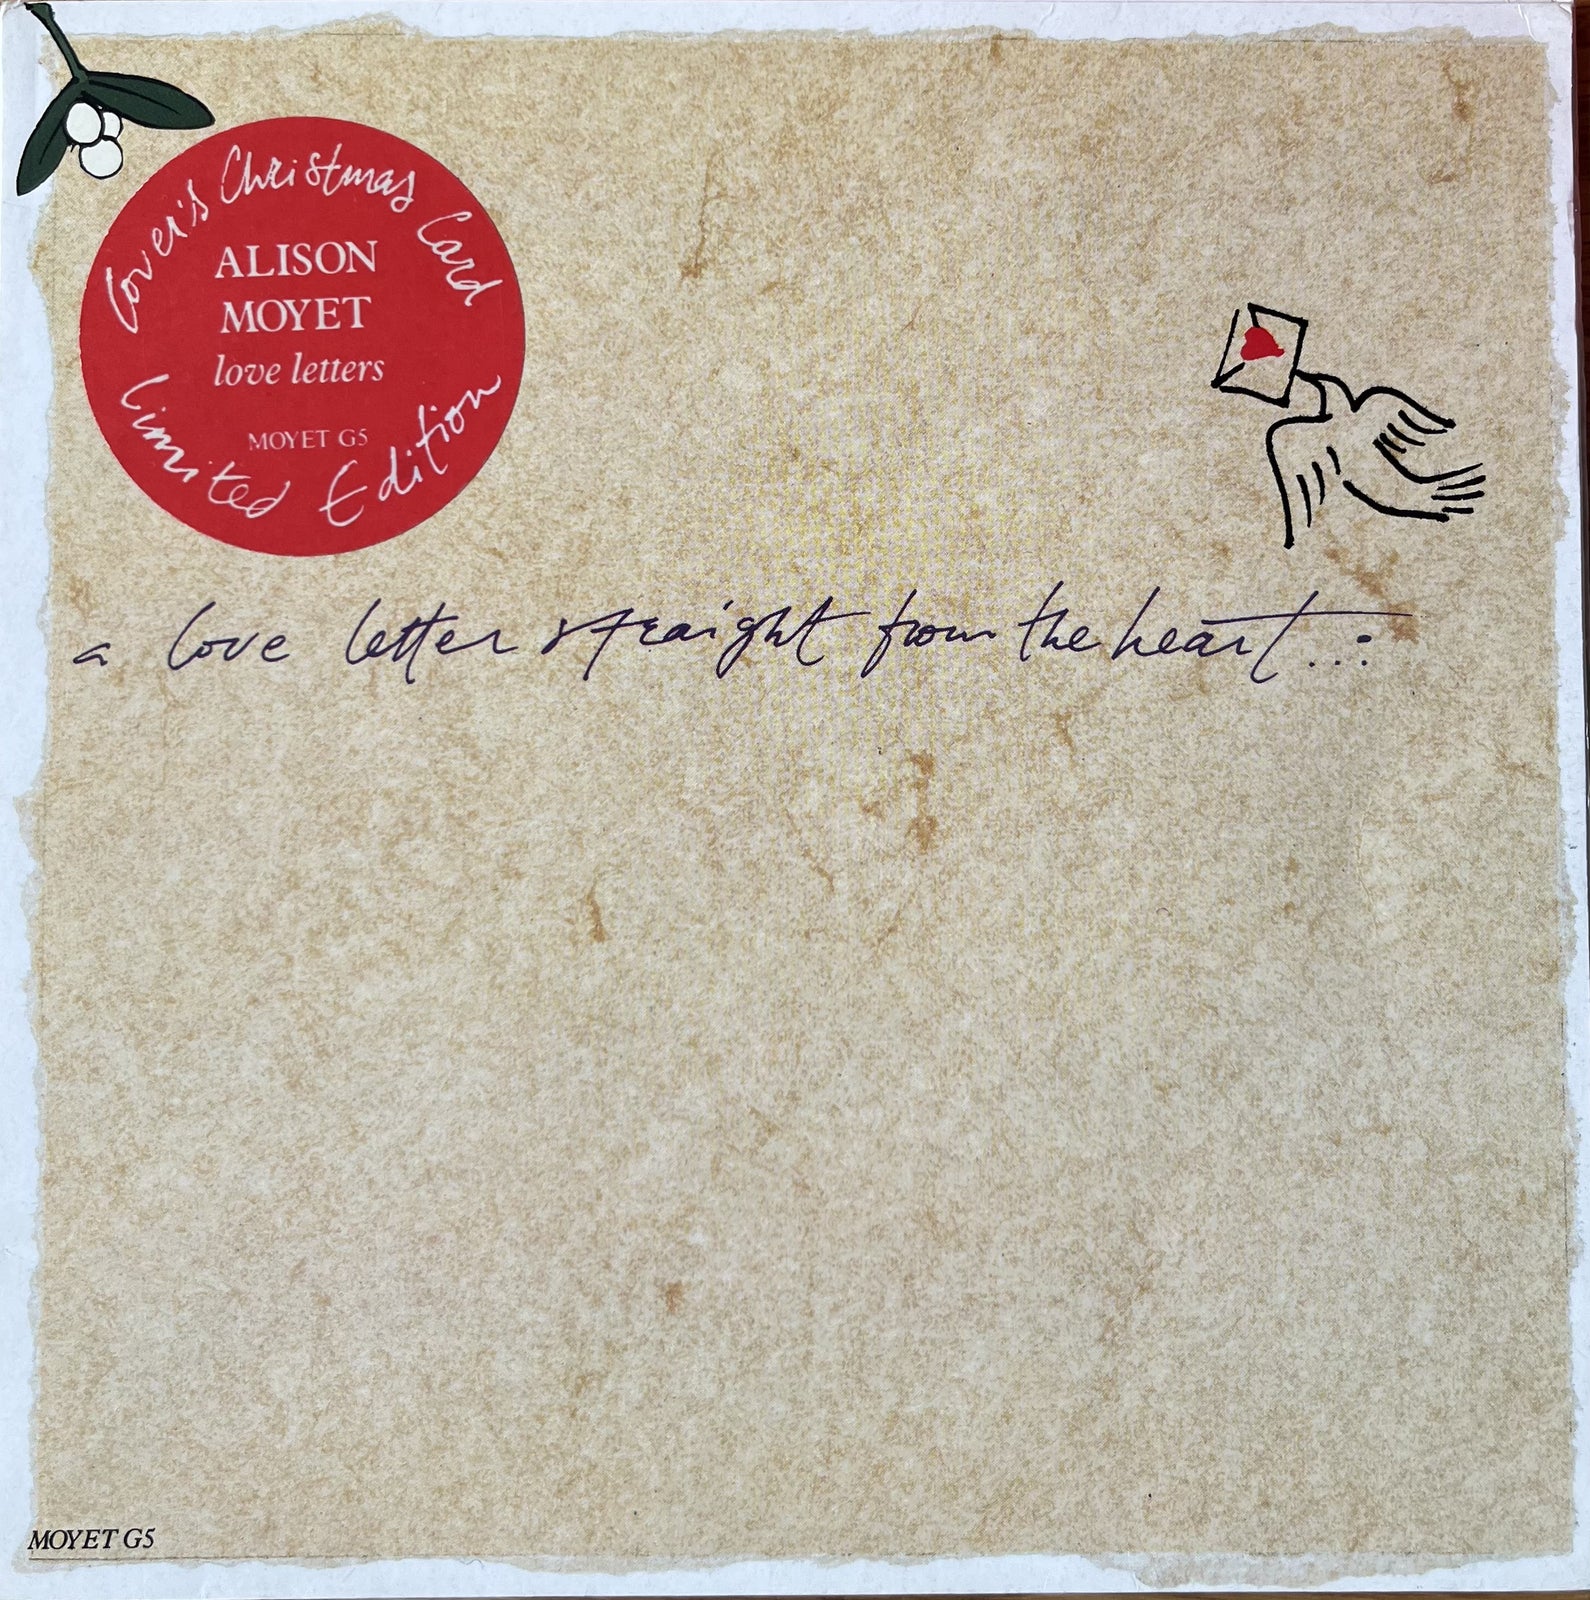 Lover's Christmas Card
ALISON
MOYET
love letters
MOYET G5
Limited Edition
a love letter straight from the heart...
MOYET G5